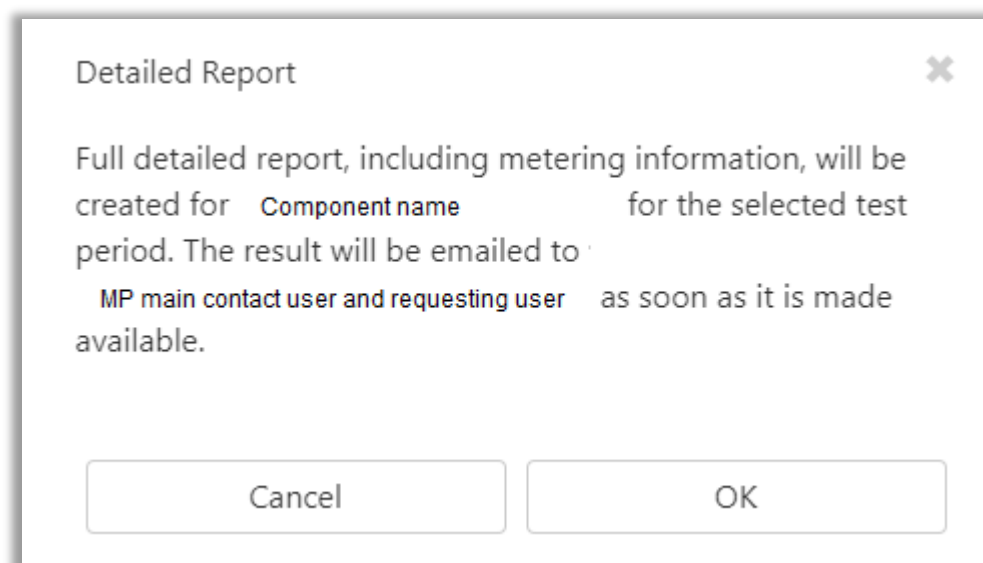 Detailed Report
Full detailed report, including metering information, will be
created for Component name for the selected test
period. The result will be emailed to
MP main contact user and requesting user as soon as it is made
available.
Cancel OK